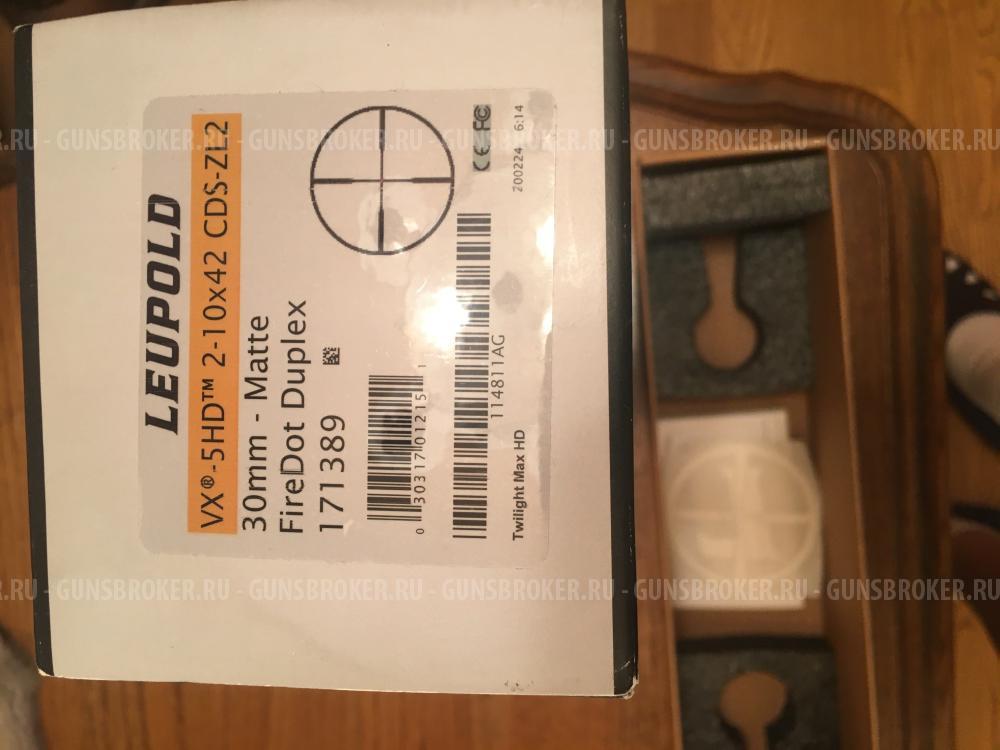 LEUPOLD
VX®-5HD™ 2-10x42 CDS-ZL2
30mm - Matte
FireDot Duplex
171389
0 30317 01215 1
114811AG
Twilight Max HD
CE FC
200224 6:14
GUNSBROKER.RU - GUNSBROKER.RU - GUNSBROKER.RU - GUNSBROKER.RU - GUNSBROKER.RU
GUNSBROKER.RU - GUNSBROKER.RU - GUNSBROKER.RU - GUNSBROKER.RU - GUNSBROKER.RU